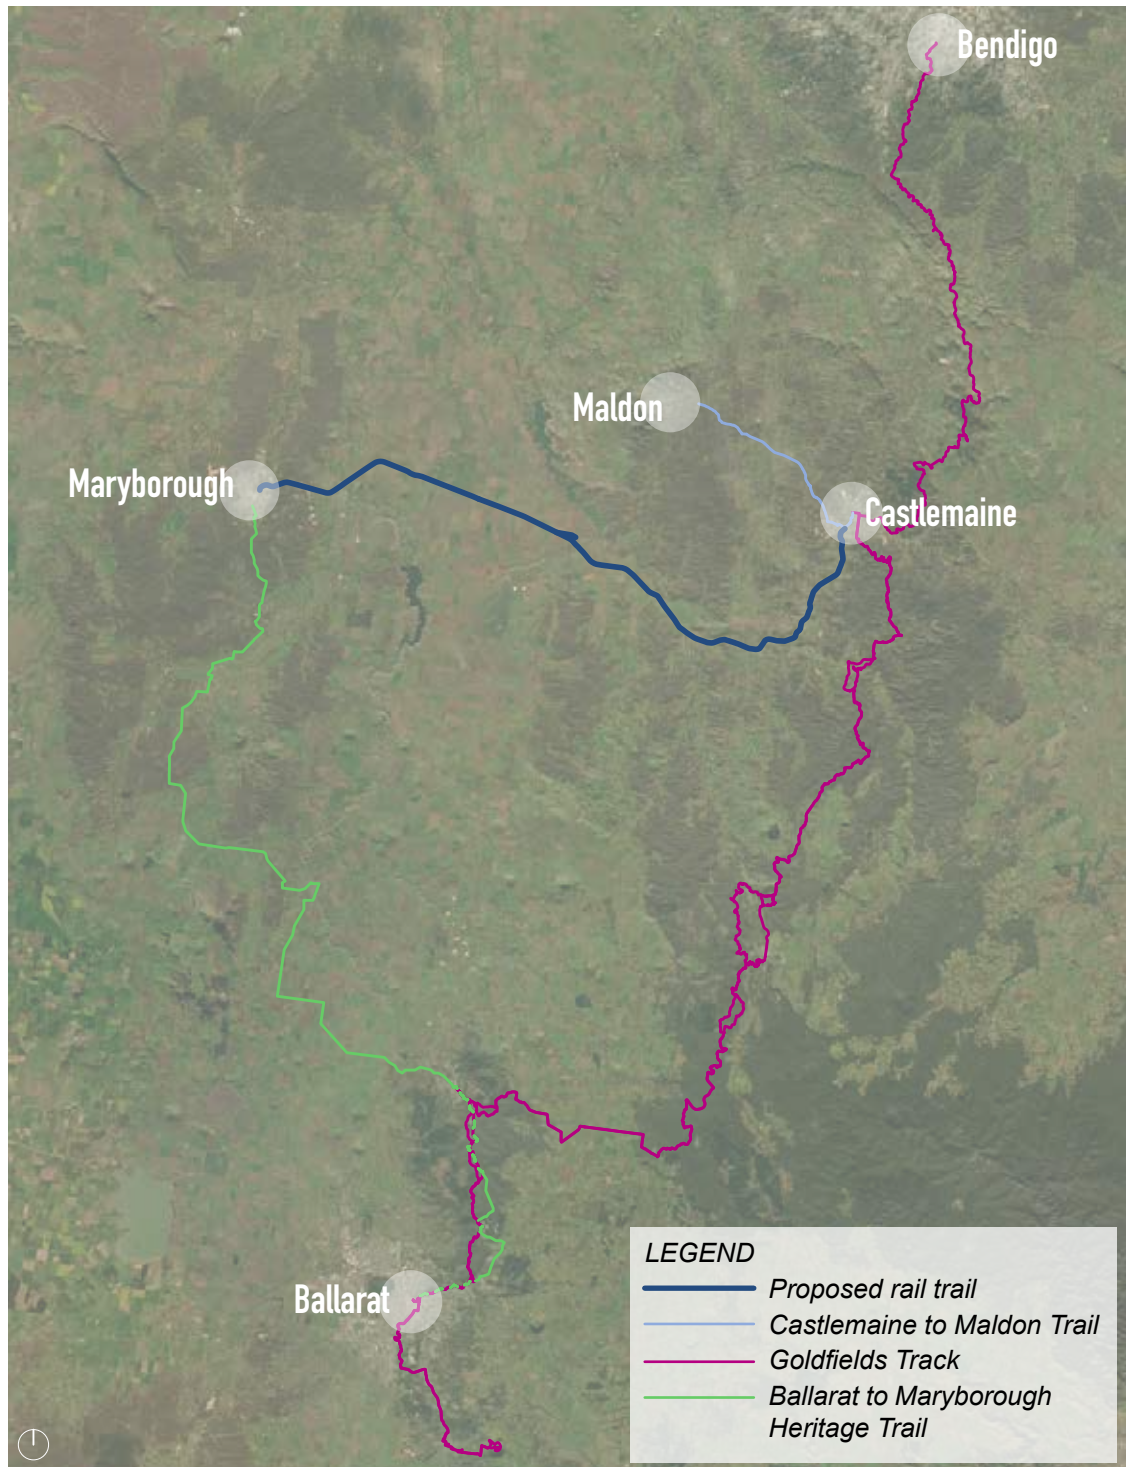 Bendigo
Maldon
Maryborough
Castlemaine
Ballarat
LEGEND
Proposed rail trail
Castlemaine to Maldon Trail
Goldfields Track
Ballarat to Maryborough
Heritage Trail